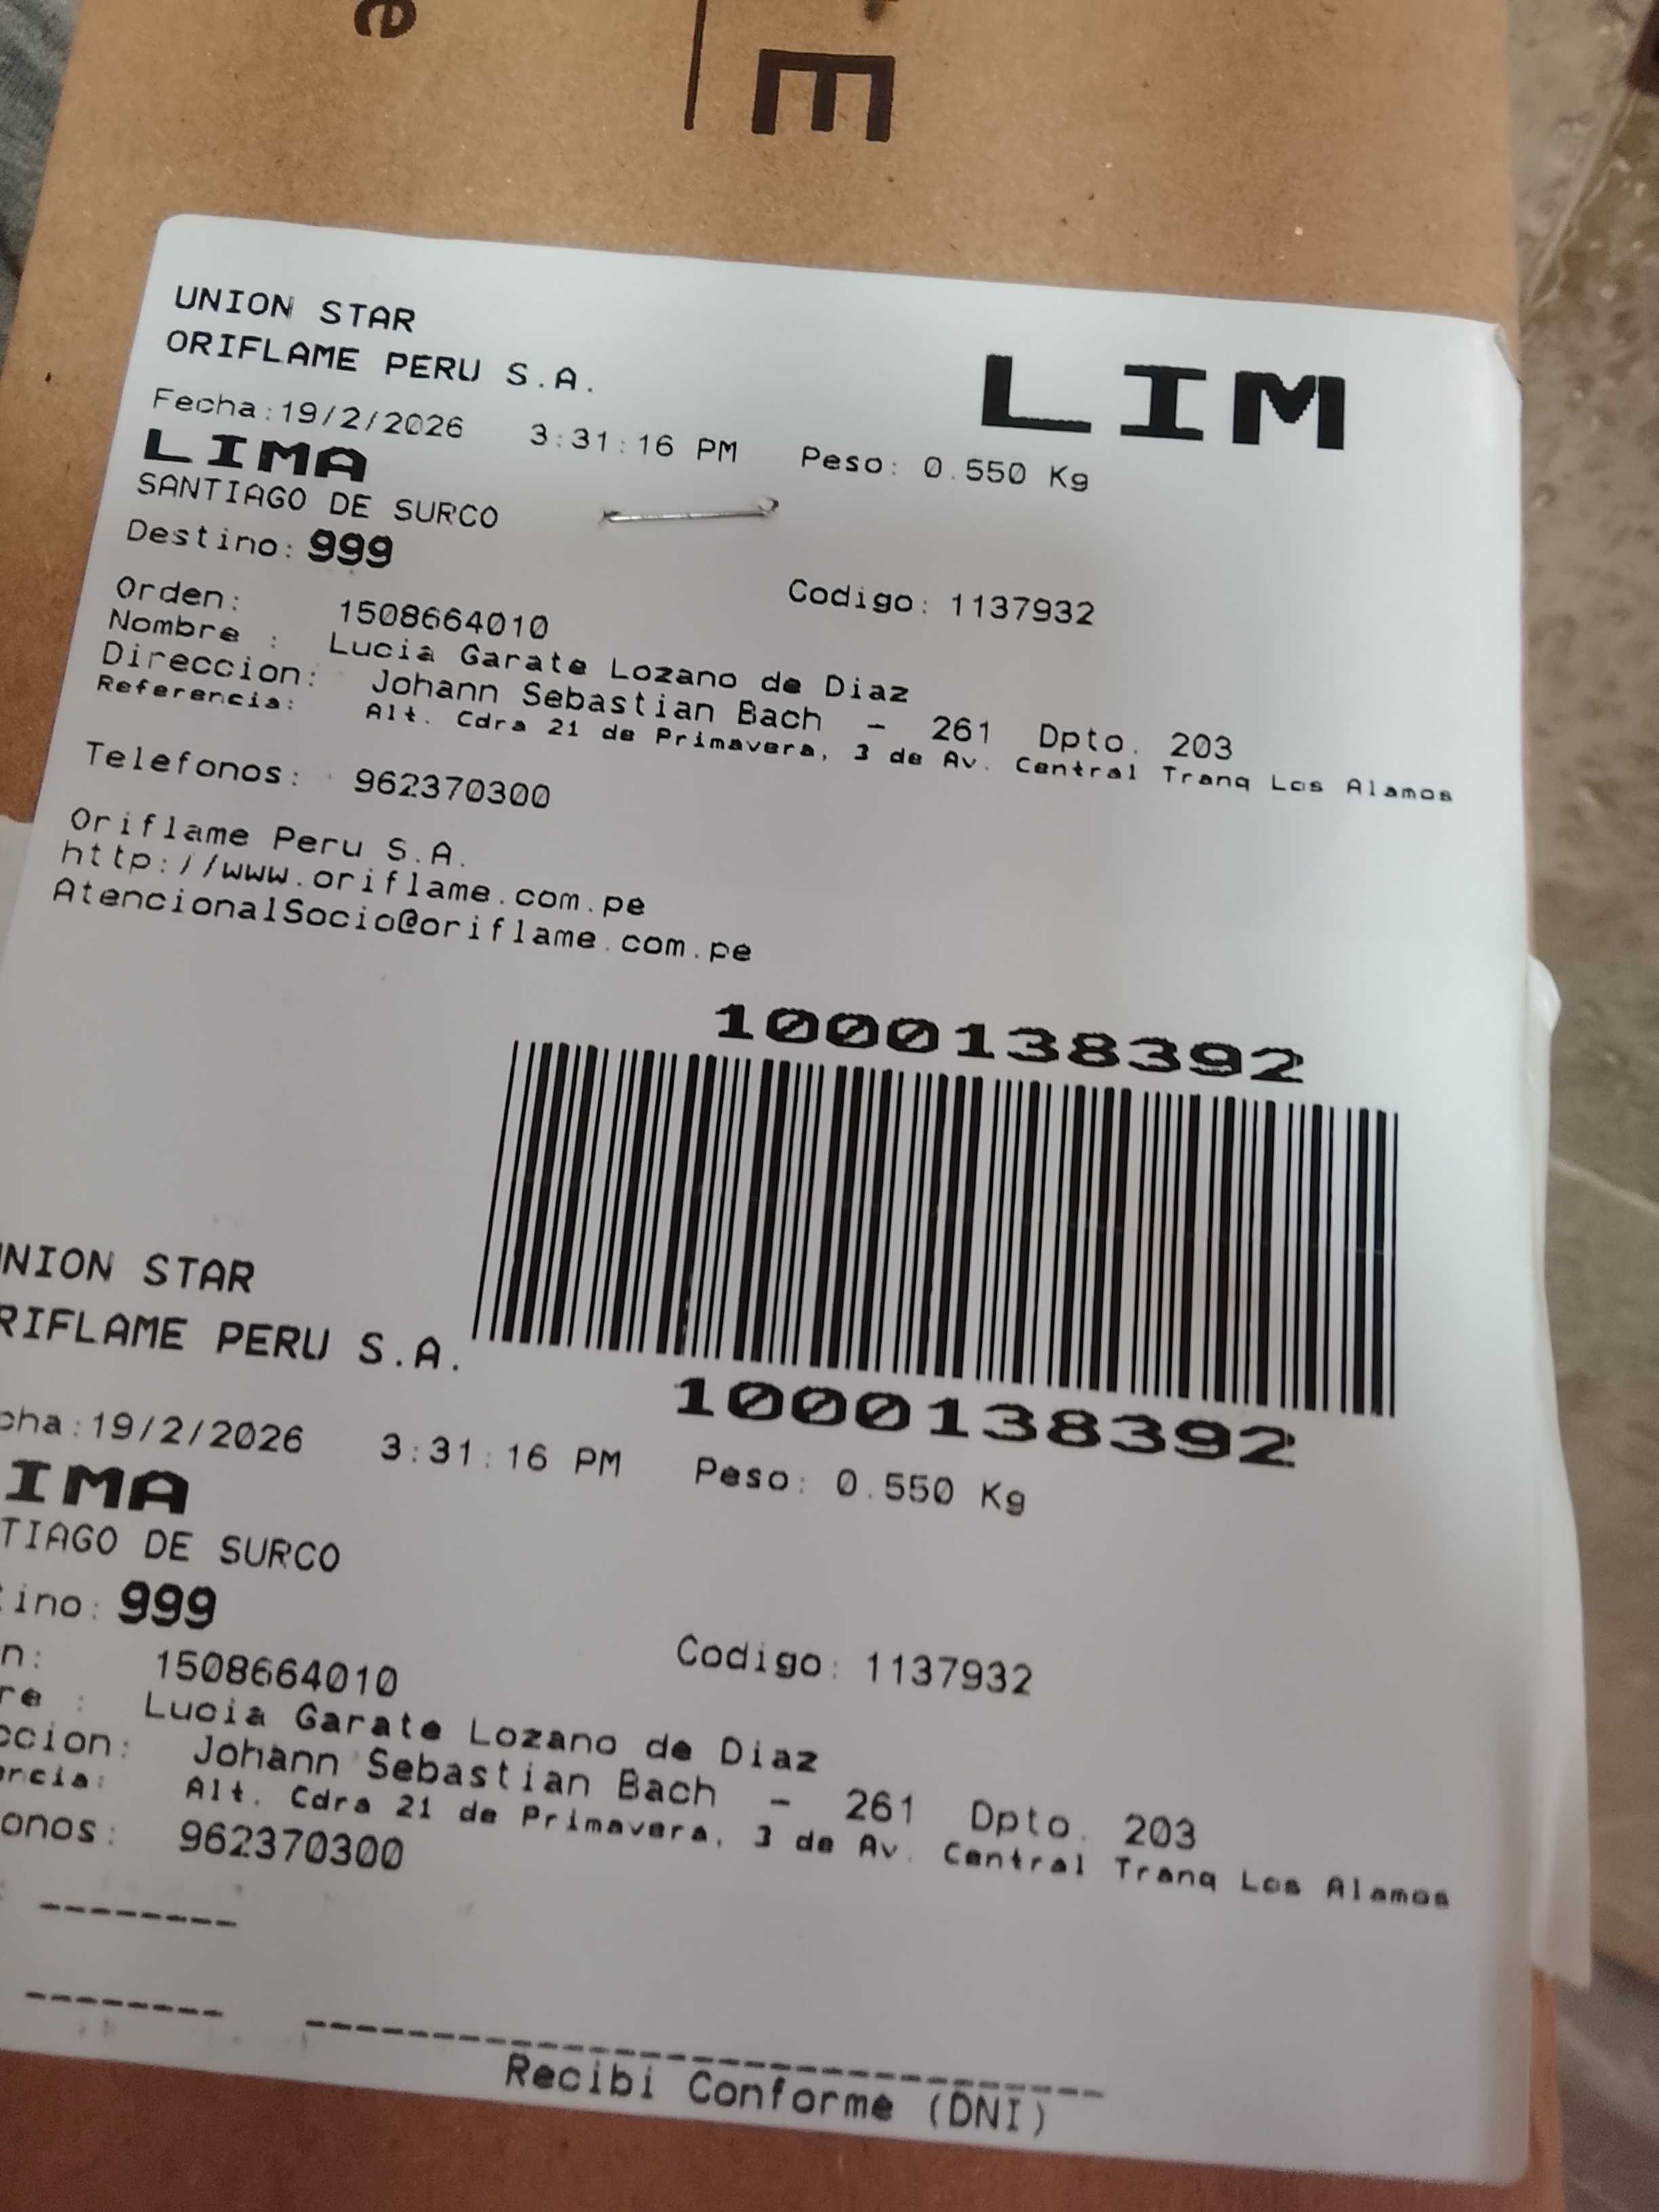 e
E
UNION STAR
ORIFLAME PERU S.A.
LIM
Fecha:19/2/2026 3:31:16 PM Peso: 0.550 Kg
LIMA
SANTIAGO DE SURCO
Destino: 999
Orden: 1508664010 Codigo: 1137932
Nombre : Lucia Garate Lozano de Diaz
Direccion: Johann Sebastian Bach - 261 Dpto. 203
Referencia: Alt. Cdra 21 de Primavera, 3 de Av. Central Tranq Los Alamos
Telefonos: 962370300
Oriflame Peru S.A.
http://www.oriflame.com.pe
AtencionalSocio@oriflame.com.pe
1000138392
1000138392
NION STAR
RIFLAME PERU S.A.
cha:19/2/2026 3:31:16 PM Peso: 0.550 Kg
IMA
TIAGO DE SURCO
tino: 999
n: 1508664010 Codigo: 1137932
re : Lucia Garate Lozano de Diaz
ccion: Johann Sebastian Bach - 261 Dpto. 203
encia: Alt. Cdra 21 de Primavera, 3 de Av. Central Tranq Los Alamos
onos: 962370300
Recibi Conforme (DNI)